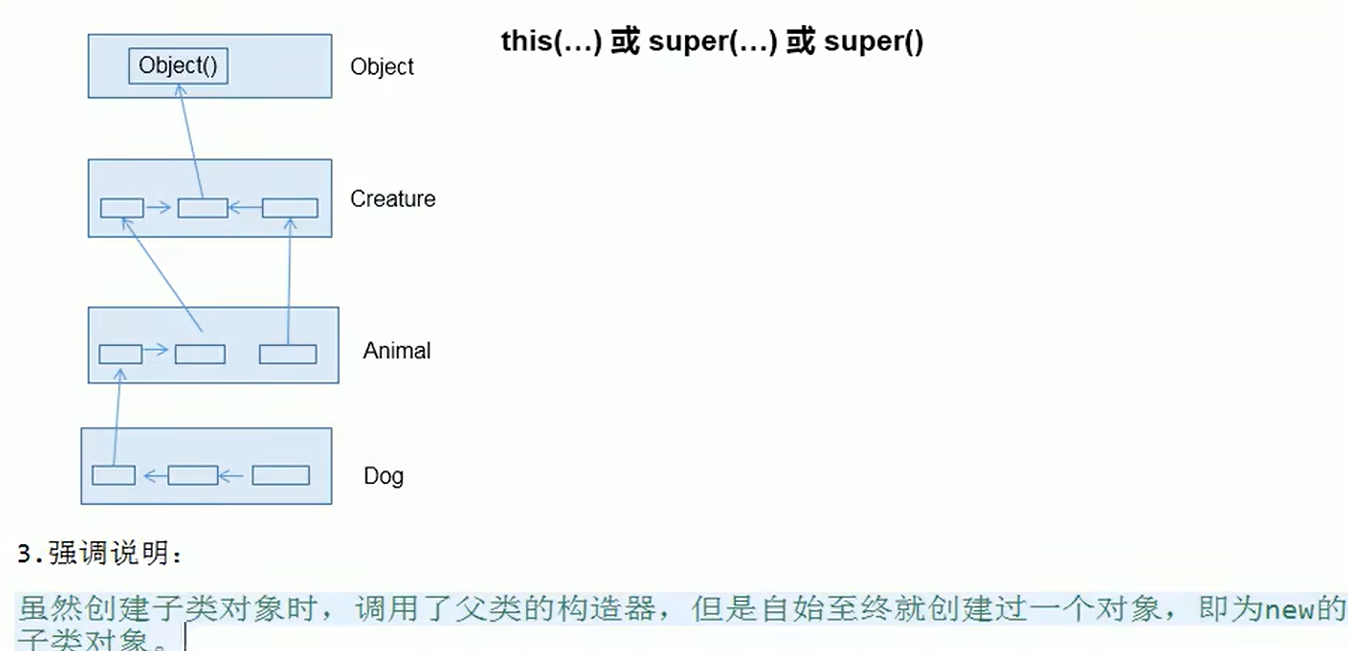 this(…) 或 super(…) 或 super()
Object()
Object
Creature
Animal
Dog
3.强调说明：
虽然创建子类对象时，调用了父类的构造器，但是自始至终就创建过一个对象，即为new的
子类对象。